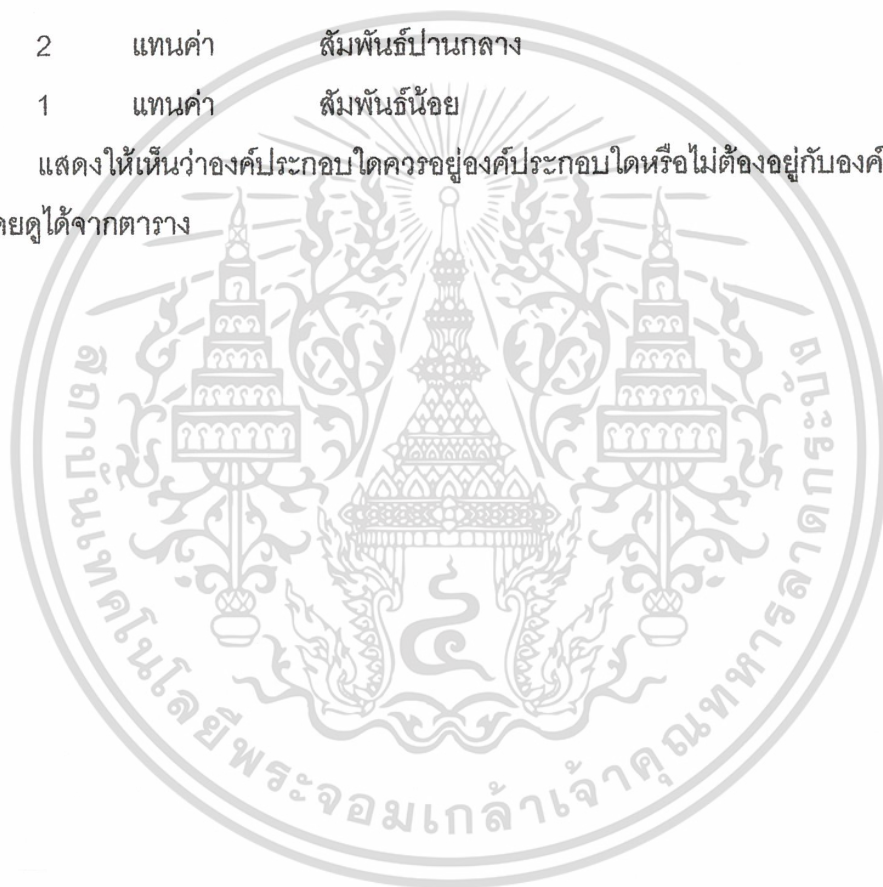 2 แทนค่า สัมพันธ์ปานกลาง
1 แทนค่า สัมพันธ์น้อย
แสดงให้เห็นว่าองค์ประกอบใดควรอยู่องค์ประกอบใดหรือไม่ต้องอยู่กับองค์
ดูได้จากตาราง
สถาบันเทคโนโลยีพระจอมเกล้าเจ้าคุณทหารลาดกระบัง
๔